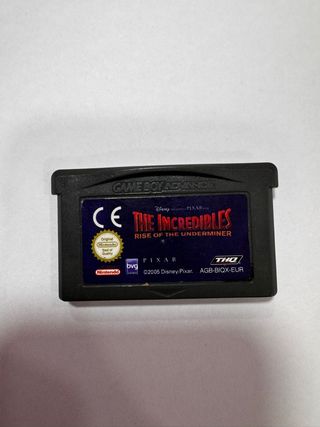 GAME BOY ADVANCE
CE
Disney PIXAR
THE INCREDIBLES
RISE OF THE UNDERMINER
Original
Nintendo
Seal of Quality
PIXAR
Nintendo
bvg
©2005 Disney/Pixar.
THQ
AGB-BIQX-EUR